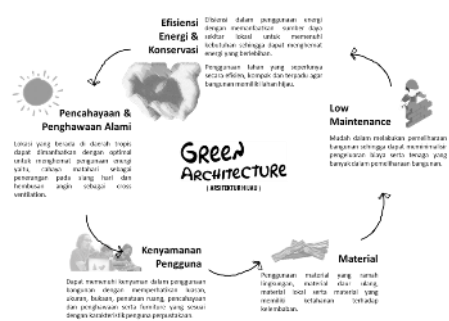 Efisiensi
Energi &
Konservasi
Efisiensi dalam penggunaan energi
dengan memanfaatkan sumber daya
sekitar lokasi untuk memenuhi
kebutuhan sehingga dapat menghemat
energi yang berlebihan.
Penggunaan lahan yang seperlunya
secara efisien, kompak dan terpadu agar
bangunan memiliki lahan hijau.
Pencahayaan &
Penghawaan Alami
Lokasi yang berada di daerah tropis
dapat dimanfaatkan dengan optimal
untuk menghemat penggunaan energi
yaitu, cahaya matahari sebagai
penerangan pada siang hari dan
hembusan angin sebagai cross
ventilation.
GREEN
ARCHITECTURE
( ARSITEKTUR HIJAU )
Low
Maintenance
Mudah dalam melakukan pemeliharaan
bangunan sehingga dapat meminimalisir
pengeluaran biaya serta tenaga yang
banyak dalam pemeliharaan bangunan.
Kenyamanan
Pengguna
Dapat memenuhi kenyaman dalam penggunaan
bangunan dengan memperhatikan
ukuran, bukaan, penataan ruang, pencahayaan
dan penghawaan serta furniture yang sesuai
dengan karakteristik pengguna perpustakaan.
Material
Penggunaan material yang ramah
lingkungan, material daur ulang,
material lokal serta material yang
memiliki ketahanan terhadap
kelembaban.